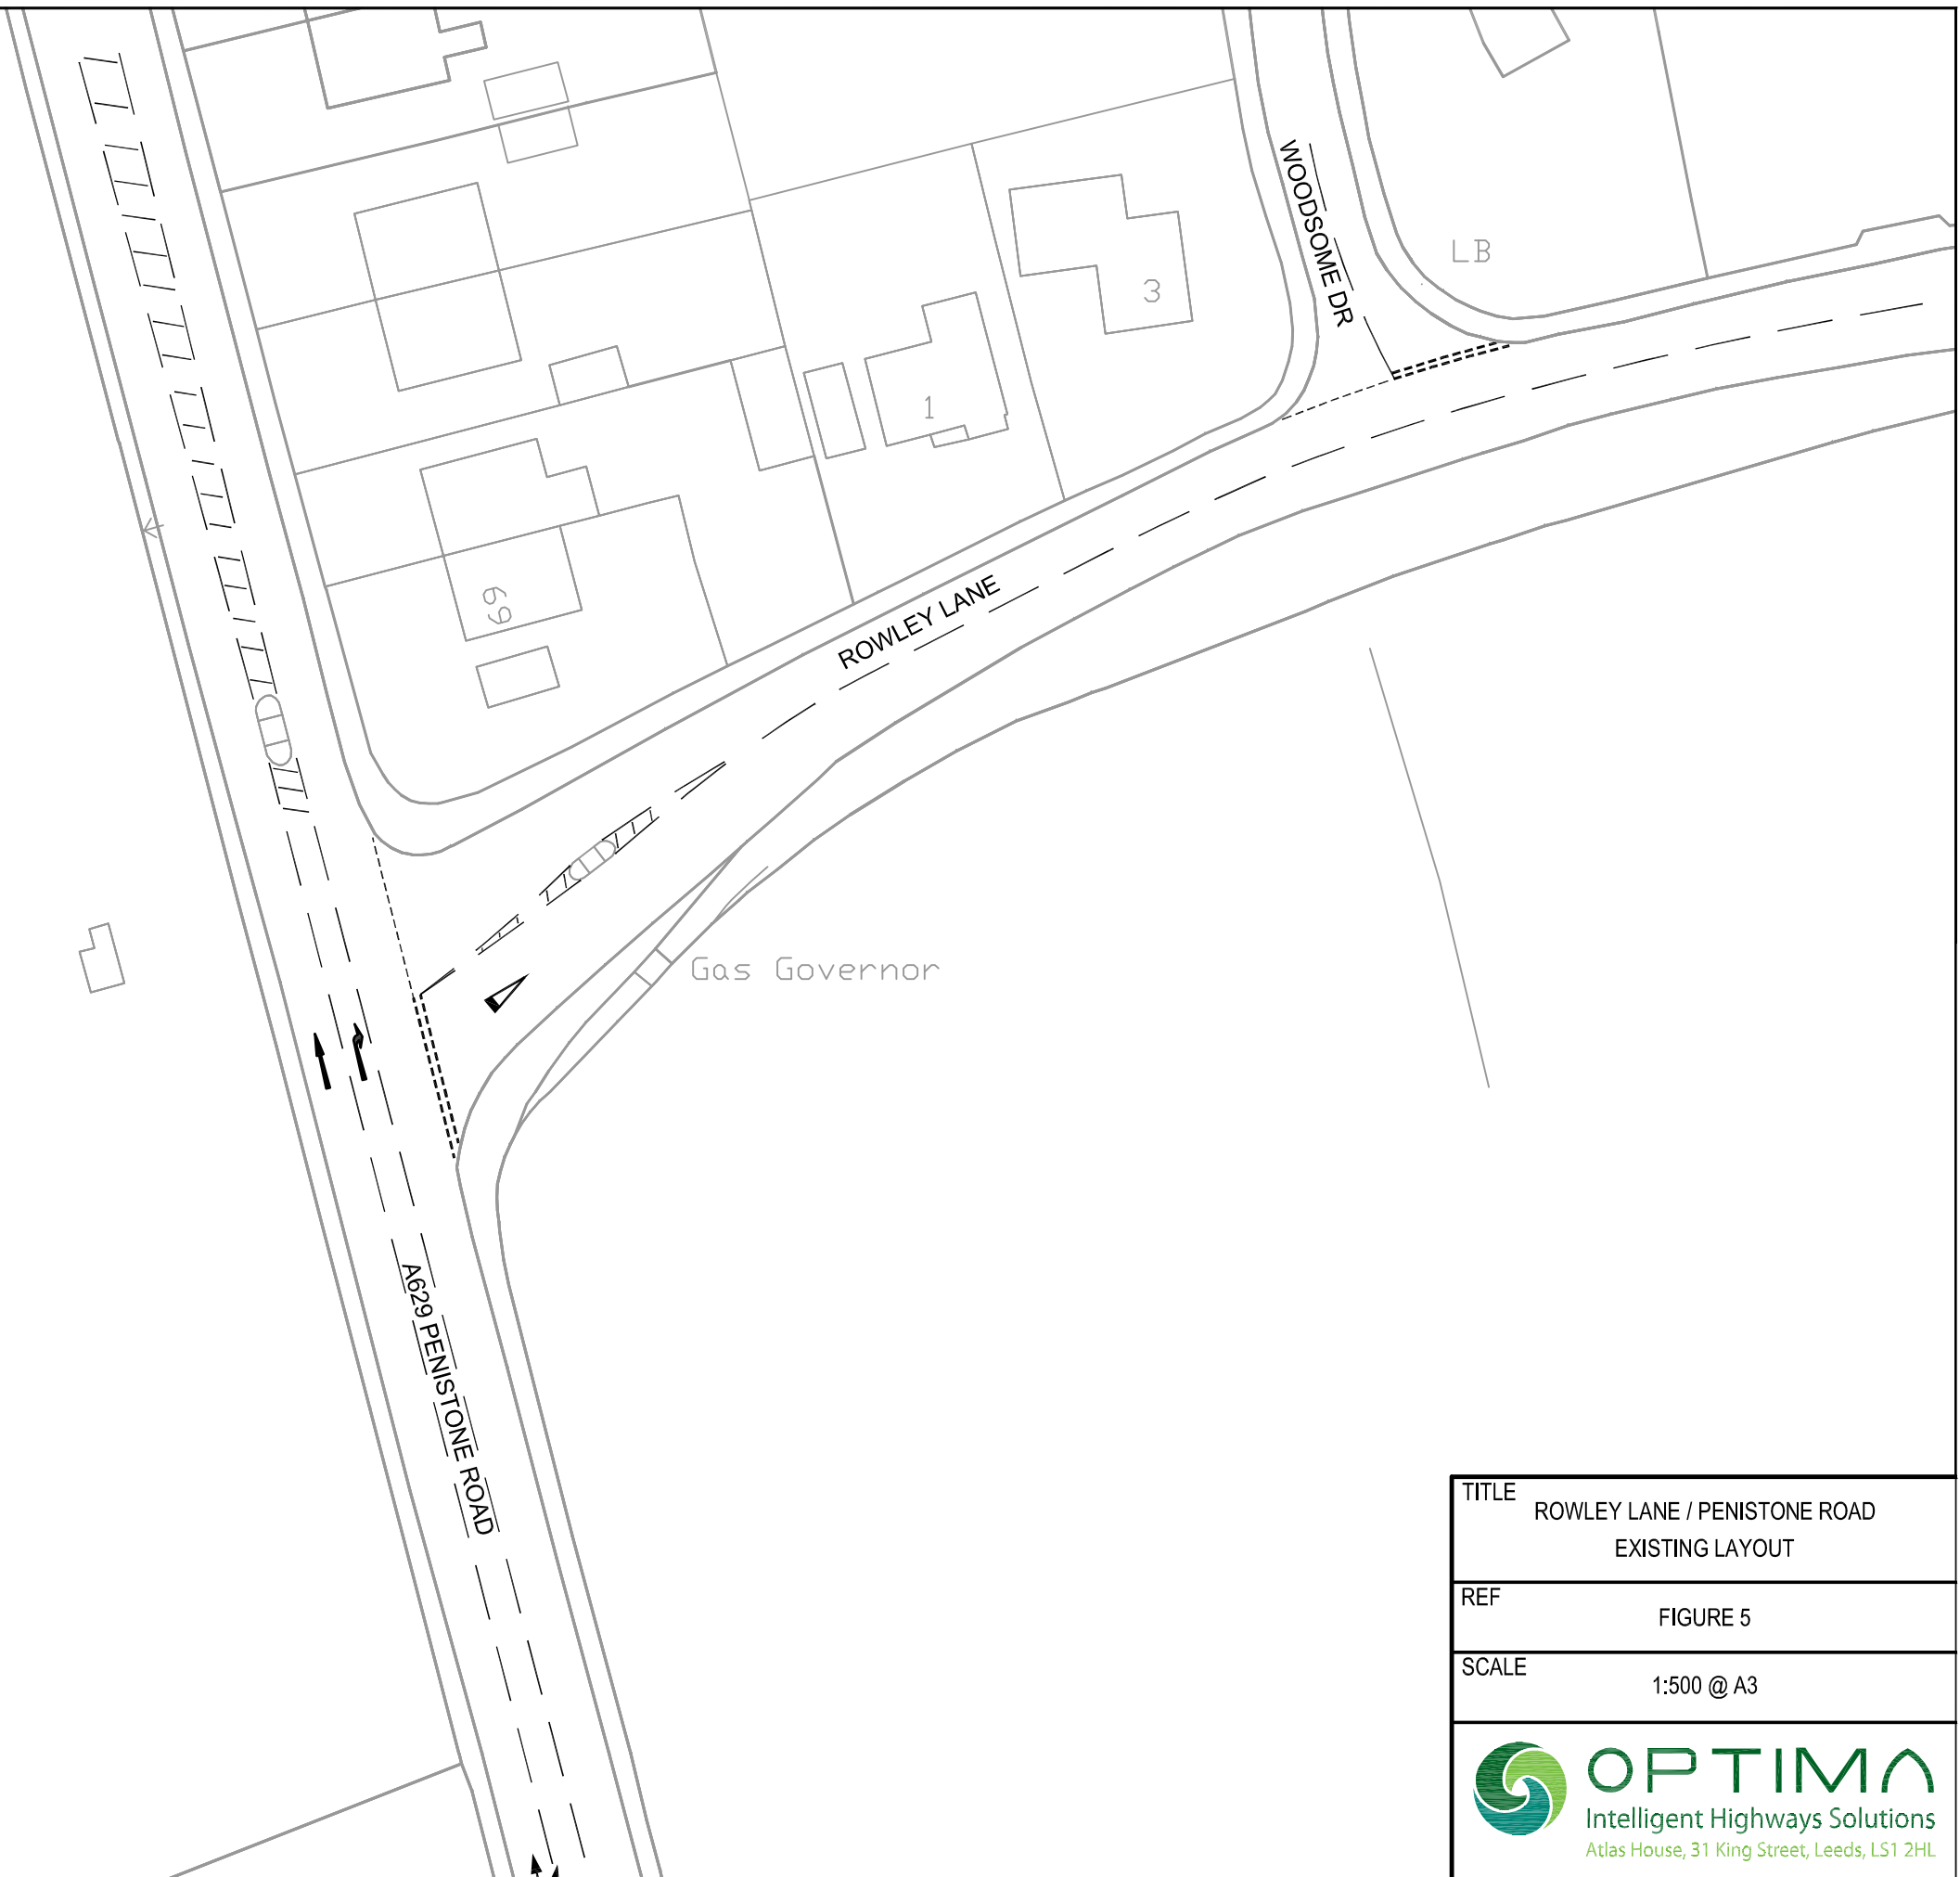 WOODSOME DR
LB
3
1
69
ROWLEY LANE
Gas Governor
A629 PENISTONE ROAD
TITLE
ROWLEY LANE / PENISTONE ROAD
EXISTING LAYOUT
REF
FIGURE 5
SCALE
1:500 @ A3
OPTIMA
Intelligent Highways Solutions
Atlas House, 31 King Street, Leeds, LS1 2HL